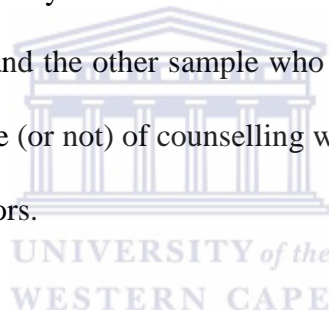 and the other sample who
e (or not) of counselling w
ors.
UNIVERSITY of the
WESTERN CAPE